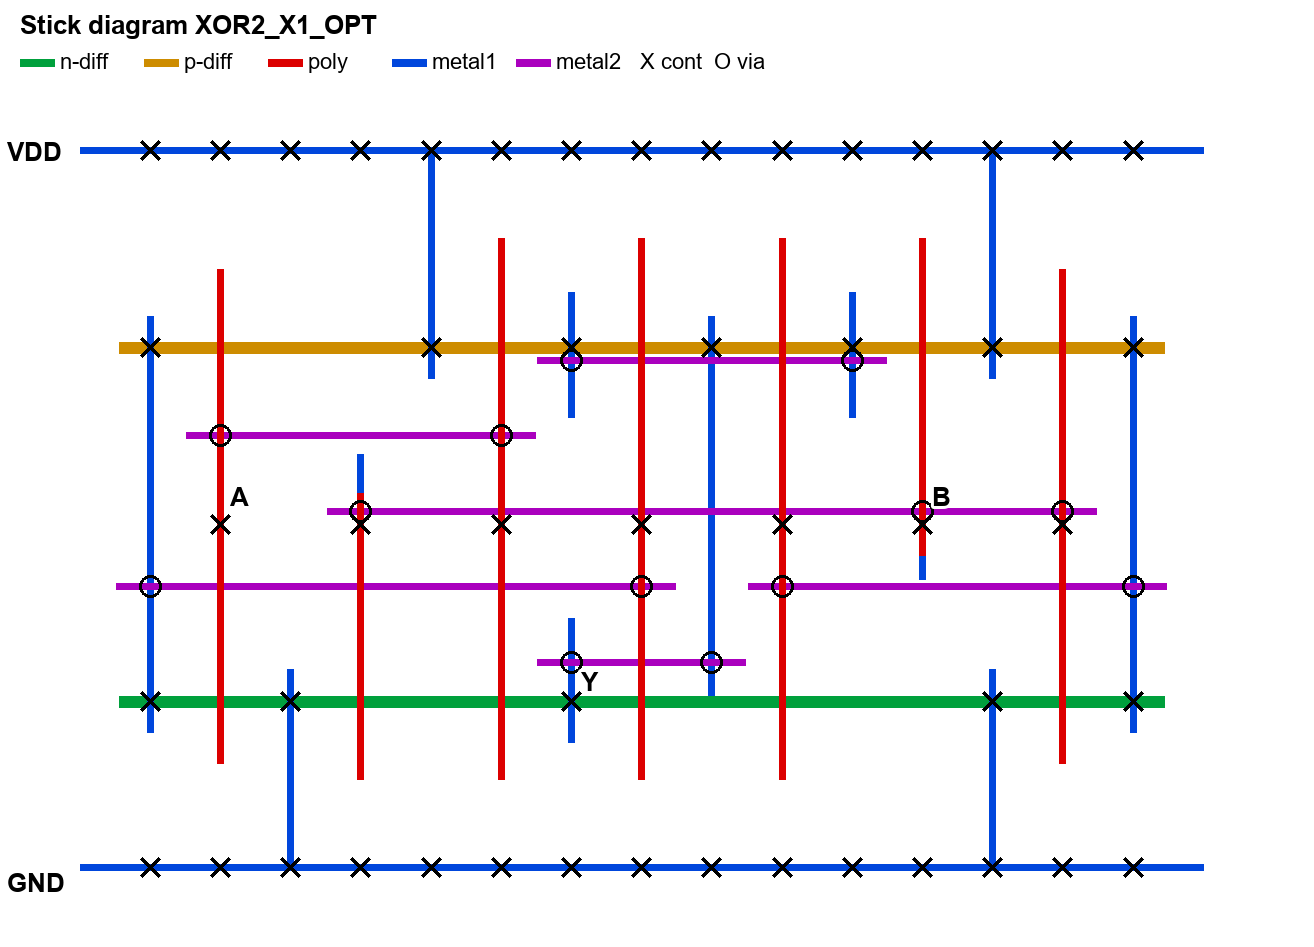 Stick diagram XOR2_X1_OPT
n-diff p-diff poly metal1 metal2 X cont O via
VDD
A
B
Y
GND